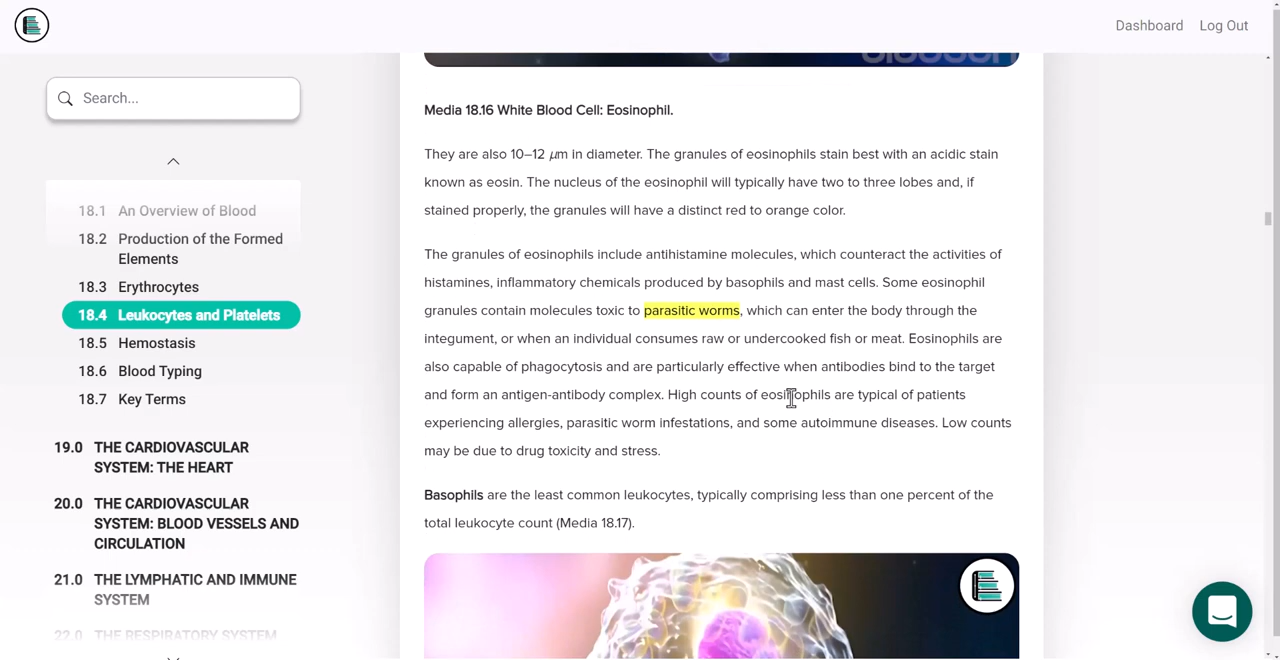 Dashboard
Log Out
Search...
18.1 An Overview of Blood
18.2 Production of the Formed
Elements
18.3 Erythrocytes
18.4 Leukocytes and Platelets
18.5 Hemostasis
18.6 Blood Typing
18.7 Key Terms
19.0 THE CARDIOVASCULAR
SYSTEM: THE HEART
20.0 THE CARDIOVASCULAR
SYSTEM: BLOOD VESSELS AND
CIRCULATION
21.0 THE LYMPHATIC AND IMMUNE
SYSTEM
22.0 THE RESPIRATORY SYSTEM
Media 18.16 White Blood Cell: Eosinophil.
They are also 10–12 μm in diameter. The granules of eosinophils stain best with an acidic stain
known as eosin. The nucleus of the eosinophil will typically have two to three lobes and, if
stained properly, the granules will have a distinct red to orange color.
The granules of eosinophils include antihistamine molecules, which counteract the activities of
histamines, inflammatory chemicals produced by basophils and mast cells. Some eosinophil
granules contain molecules toxic to parasitic worms, which can enter the body through the
integument, or when an individual consumes raw or undercooked fish or meat. Eosinophils are
also capable of phagocytosis and are particularly effective when antibodies bind to the target
and form an antigen-antibody complex. High counts of eosinophils are typical of patients
experiencing allergies, parasitic worm infestations, and some autoimmune diseases. Low counts
may be due to drug toxicity and stress.
Basophils are the least common leukocytes, typically comprising less than one percent of the
total leukocyte count (Media 18.17).